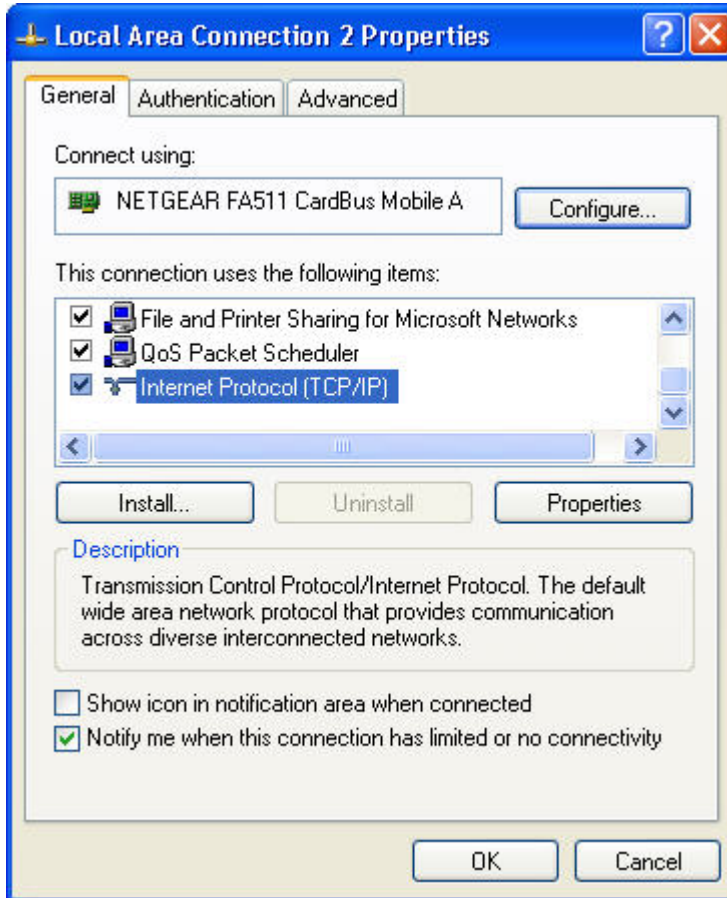 Local Area Connection 2 Properties
General Authentication Advanced
Connect using:
NETGEAR FA511 CardBus Mobile A
Configure...
This connection uses the following items:
File and Printer Sharing for Microsoft Networks
QoS Packet Scheduler
Internet Protocol (TCP/IP)
Install... Uninstall Properties
Description
Transmission Control Protocol/Internet Protocol. The default
wide area network protocol that provides communication
across diverse interconnected networks.
Show icon in notification area when connected
Notify me when this connection has limited or no connectivity
OK Cancel